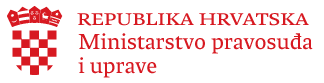 REPUBLIKA HRVATSKA
Ministarstvo pravosuđa
i uprave